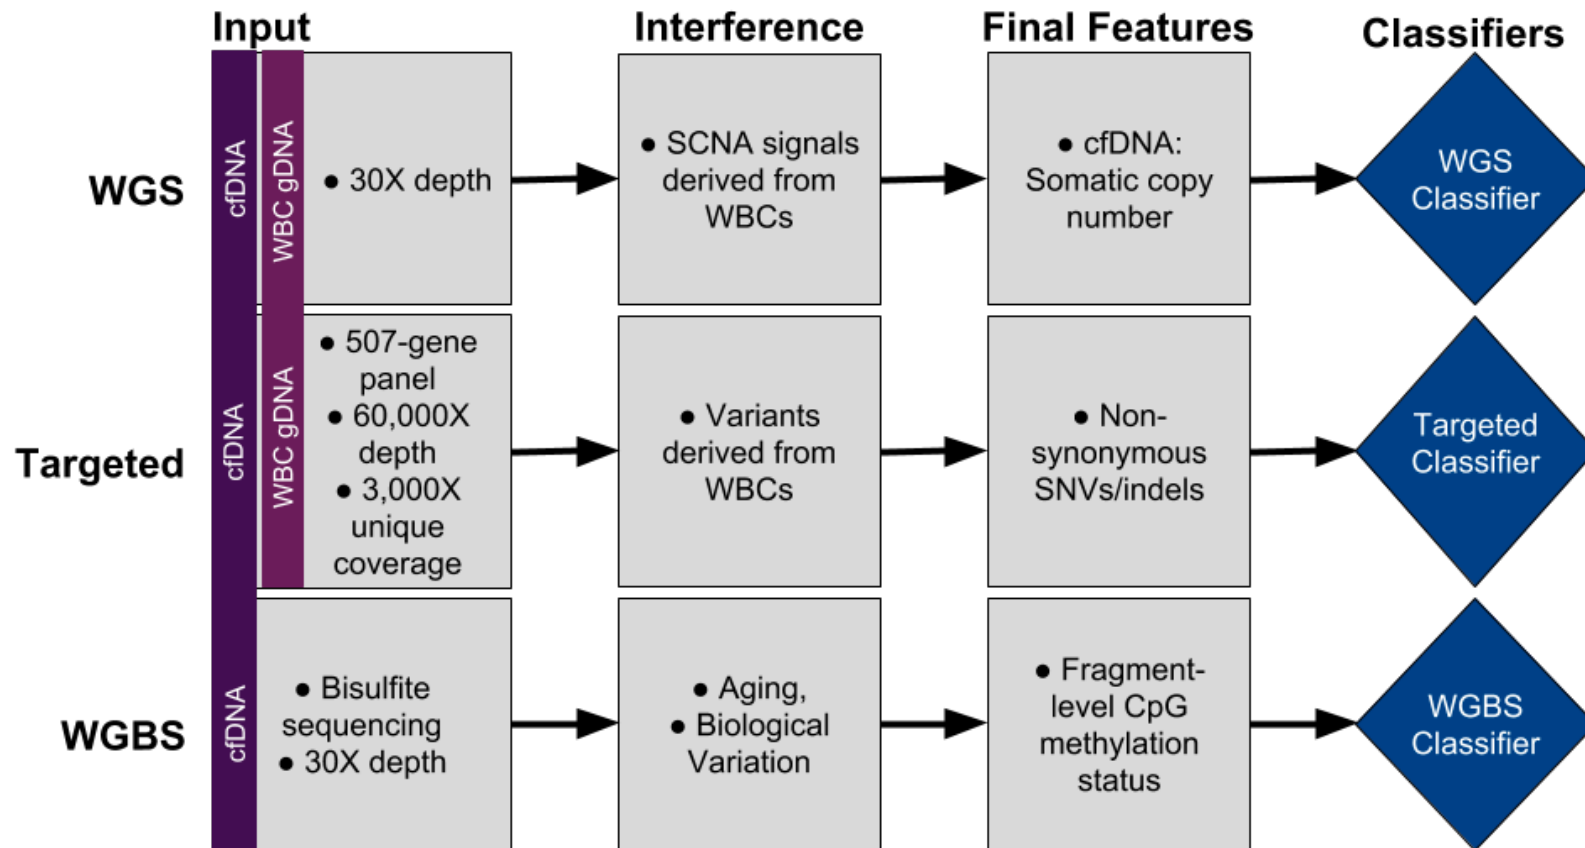 Input
Interference
Final Features
Classifiers
WGS
cfDNA
WBC gDNA
● 30X depth
● SCNA signals
derived from
WBCs
● cfDNA:
Somatic copy
number
WGS
Classifier
Targeted
cfDNA
WBC gDNA
● 507-gene
panel
● 60,000X
depth
● 3,000X
unique
coverage
● Variants
derived from
WBCs
● Non-
synonymous
SNVs/indels
Targeted
Classifier
WGBS
cfDNA
● Bisulfite
sequencing
● 30X depth
● Aging,
● Biological
Variation
● Fragment-
level CpG
methylation
status
WGBS
Classifier